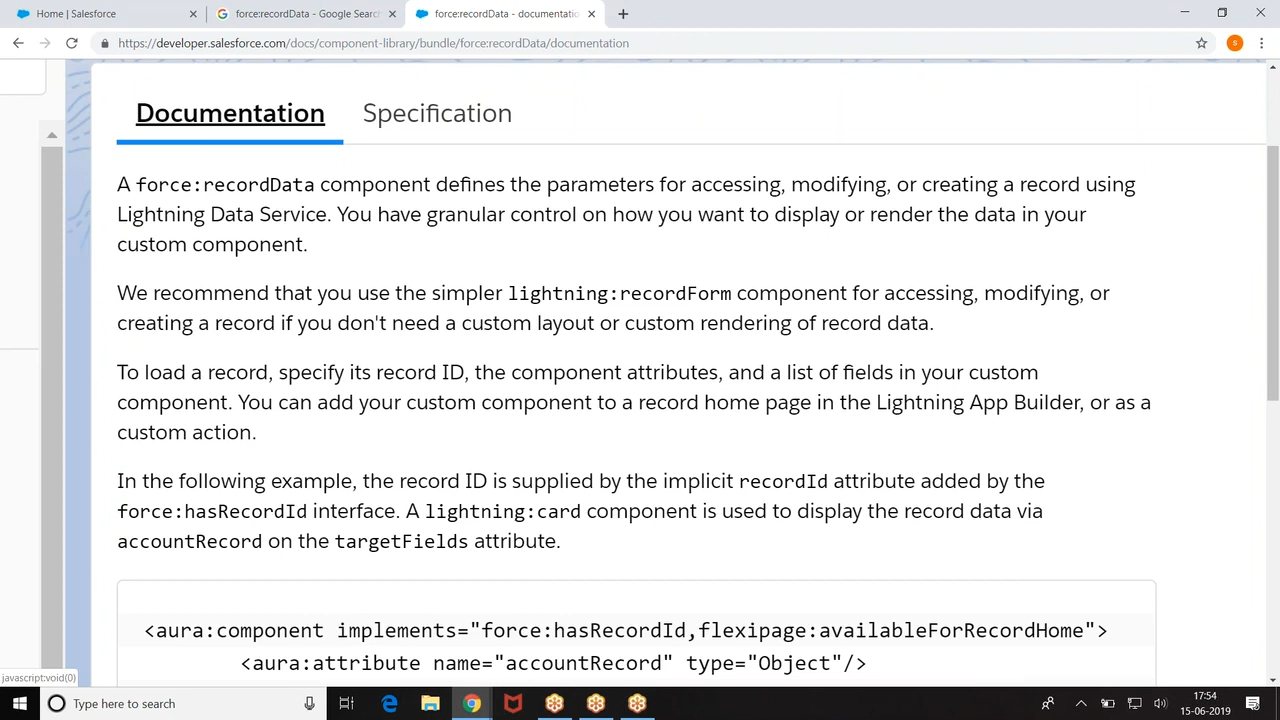 Home | Salesforce
force:recordData - Google Search
force:recordData - documentatio
https://developer.salesforce.com/docs/component-library/bundle/force:recordData/documentation
s
Documentation
Specification
A force:recordData component defines the parameters for accessing, modifying, or creating a record using
Lightning Data Service. You have granular control on how you want to display or render the data in your
custom component.
We recommend that you use the simpler lightning:recordForm component for accessing, modifying, or
creating a record if you don't need a custom layout or custom rendering of record data.
To load a record, specify its record ID, the component attributes, and a list of fields in your custom
component. You can add your custom component to a record home page in the Lightning App Builder, or as a
custom action.
In the following example, the record ID is supplied by the implicit recordId attribute added by the
force:hasRecordId interface. A lightning:card component is used to display the record data via
accountRecord on the targetFields attribute.
<aura:component implements="force:hasRecordId,flexipage:availableForRecordHome">
<aura:attribute name="accountRecord" type="Object"/>
javascript:void(0)
Type here to search
17:54
15-06-2019